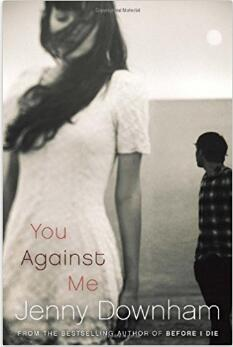 You
Against
Me
Jenny Downham
FROM THE BESTSELLING AUTHOR OF BEFORE I DIE